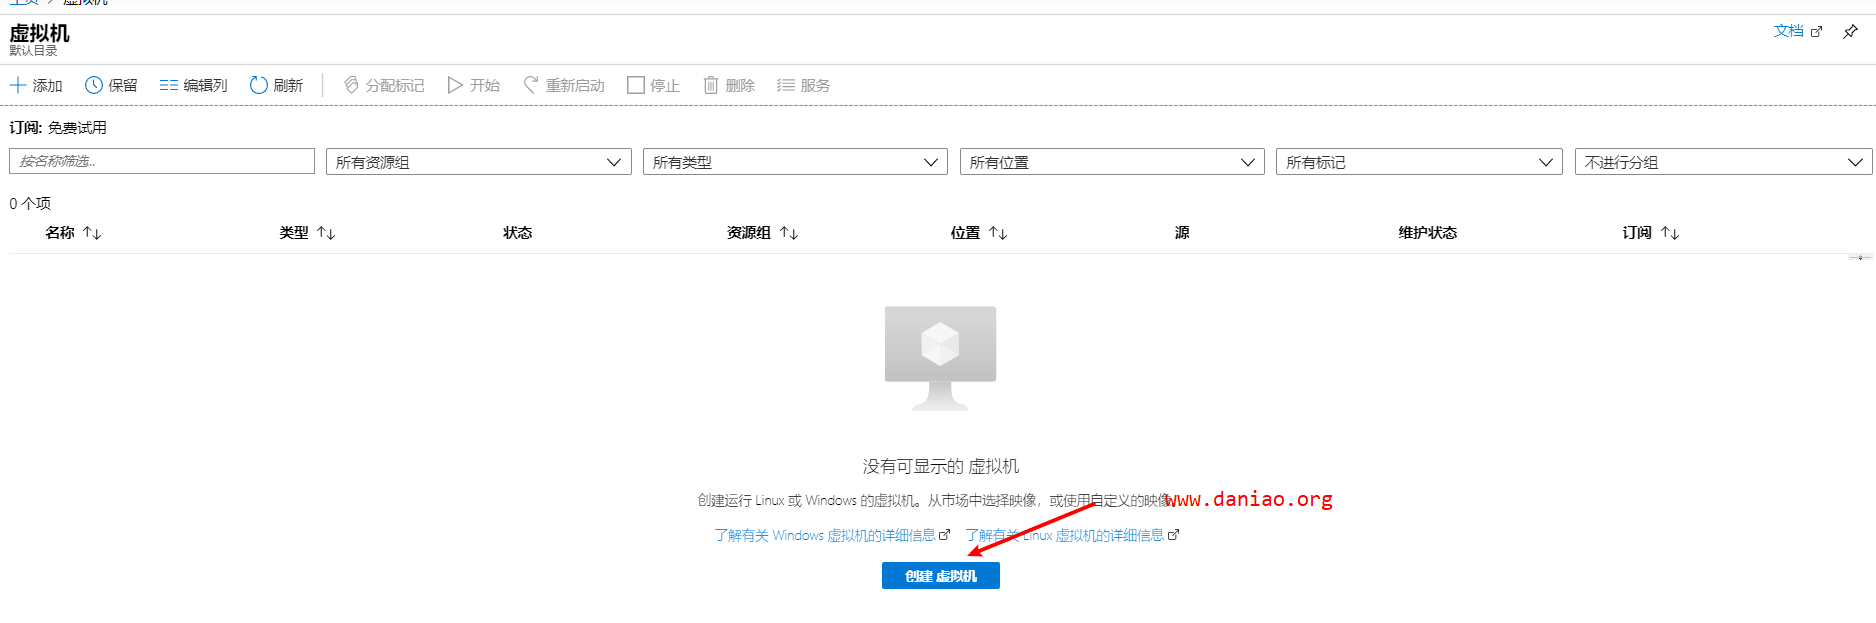 主页 > 虚拟机
虚拟机
默认目录
文档
添加 保留 编辑列 刷新 分配标记 开始 重新启动 停止 删除 服务
订阅: 免费试用
按名称筛选.. 所有资源组 所有类型 所有位置 所有标记 不进行分组
0 个项
名称 ↑↓ 类型 ↑↓ 状态 资源组 ↑↓ 位置 ↑↓ 源 维护状态 订阅 ↑↓
没有可显示的 虚拟机
创建运行 Linux 或 Windows 的虚拟机。从市场中选择映像，或使用自定义的映像
www.daniao.org
了解有关 Windows 虚拟机的详细信息 了解有关 Linux 虚拟机的详细信息
创建 虚拟机